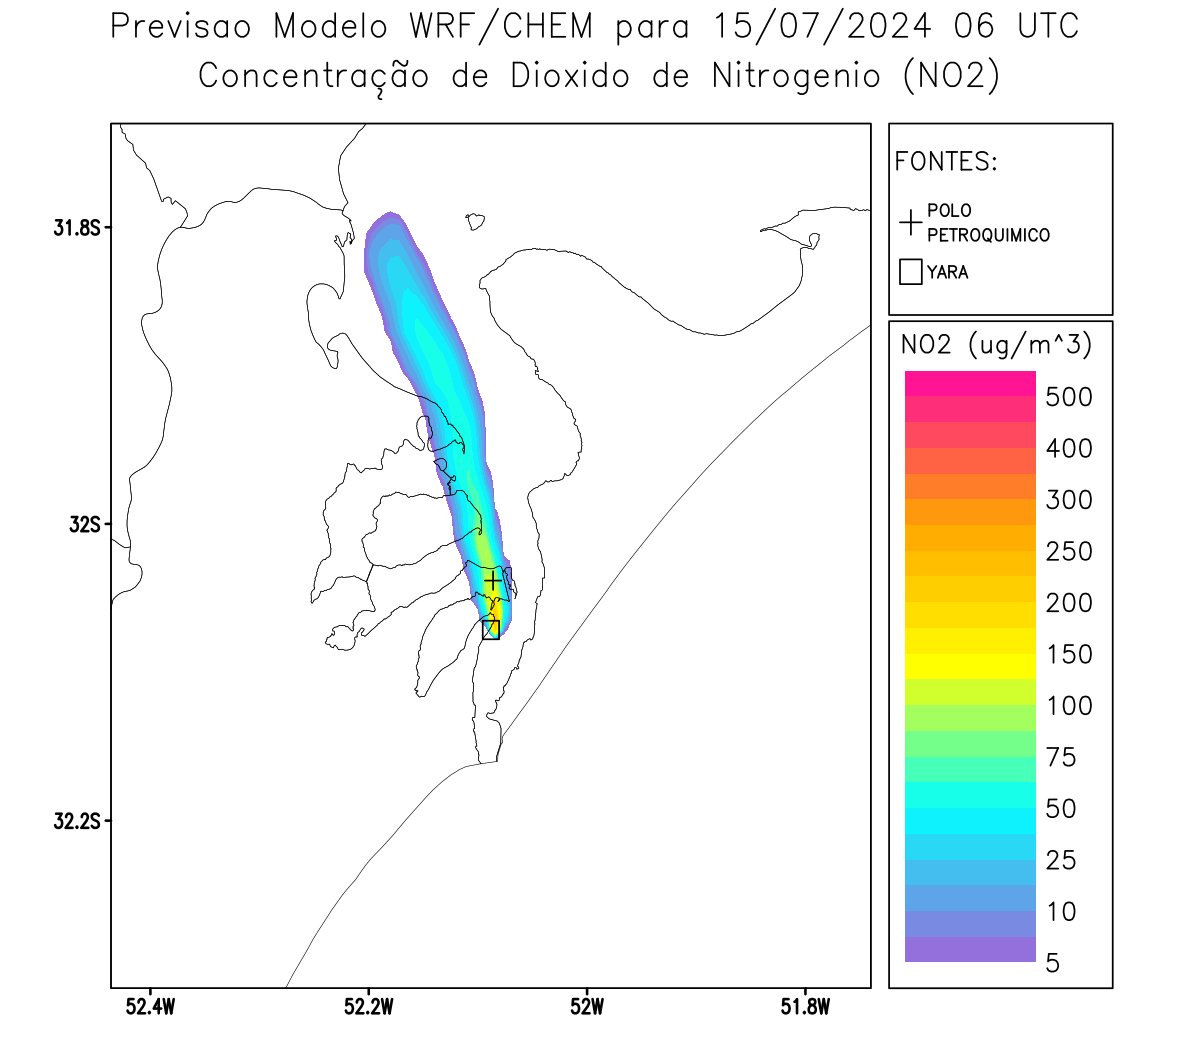 Previsao Modelo WRF/CHEM para 15/07/2024 06 UTC
Concentração de Dioxido de Nitrogenio (NO2)
FONTES:
POLO
PETROQUIMICO
YARA
NO2 (ug/m^3)
500
400
300
250
200
150
100
75
50
25
10
5
31.8S
32S
32.2S
52.4W
52.2W
52W
51.8W